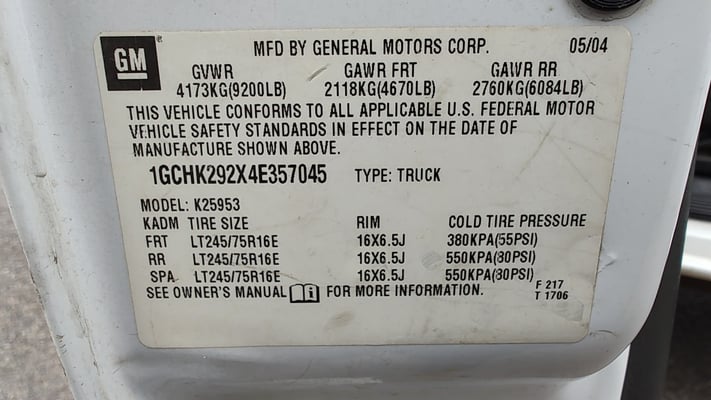 GM
MFD BY GENERAL MOTORS CORP. 05/04
GVWR GAWR FRT GAWR RR
4173KG(9200LB) 2118KG(4670LB) 2760KG(6084LB)
THIS VEHICLE CONFORMS TO ALL APPLICABLE U.S. FEDERAL MOTOR
VEHICLE SAFETY STANDARDS IN EFFECT ON THE DATE OF
MANUFACTURE SHOWN ABOVE.
1GCHK292X4E357045 TYPE: TRUCK
MODEL: K25953
KADM TIRE SIZE RIM COLD TIRE PRESSURE
FRT LT245/75R16E 16X6.5J 380KPA(55PSI)
RR LT245/75R16E 16X6.5J 550KPA(80PSI)
SPA LT245/75R16E 16X6.5J 550KPA(80PSI)
SEE OWNER'S MANUAL FOR MORE INFORMATION. F 217
T 1706